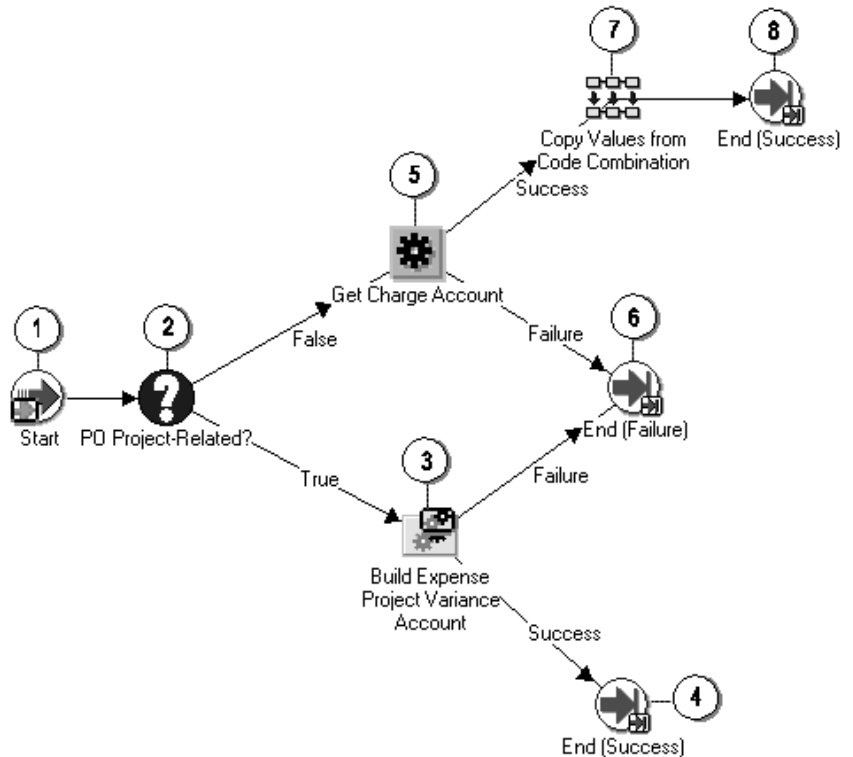 7
8
Copy Values from
Code Combination
End (Success)
5
Success
Get Charge Account
1
2
False
Failure
6
Start
PO Project-Related?
End (Failure)
3
True
Failure
Build Expense
Project Variance
Account
Success
4
End (Success)